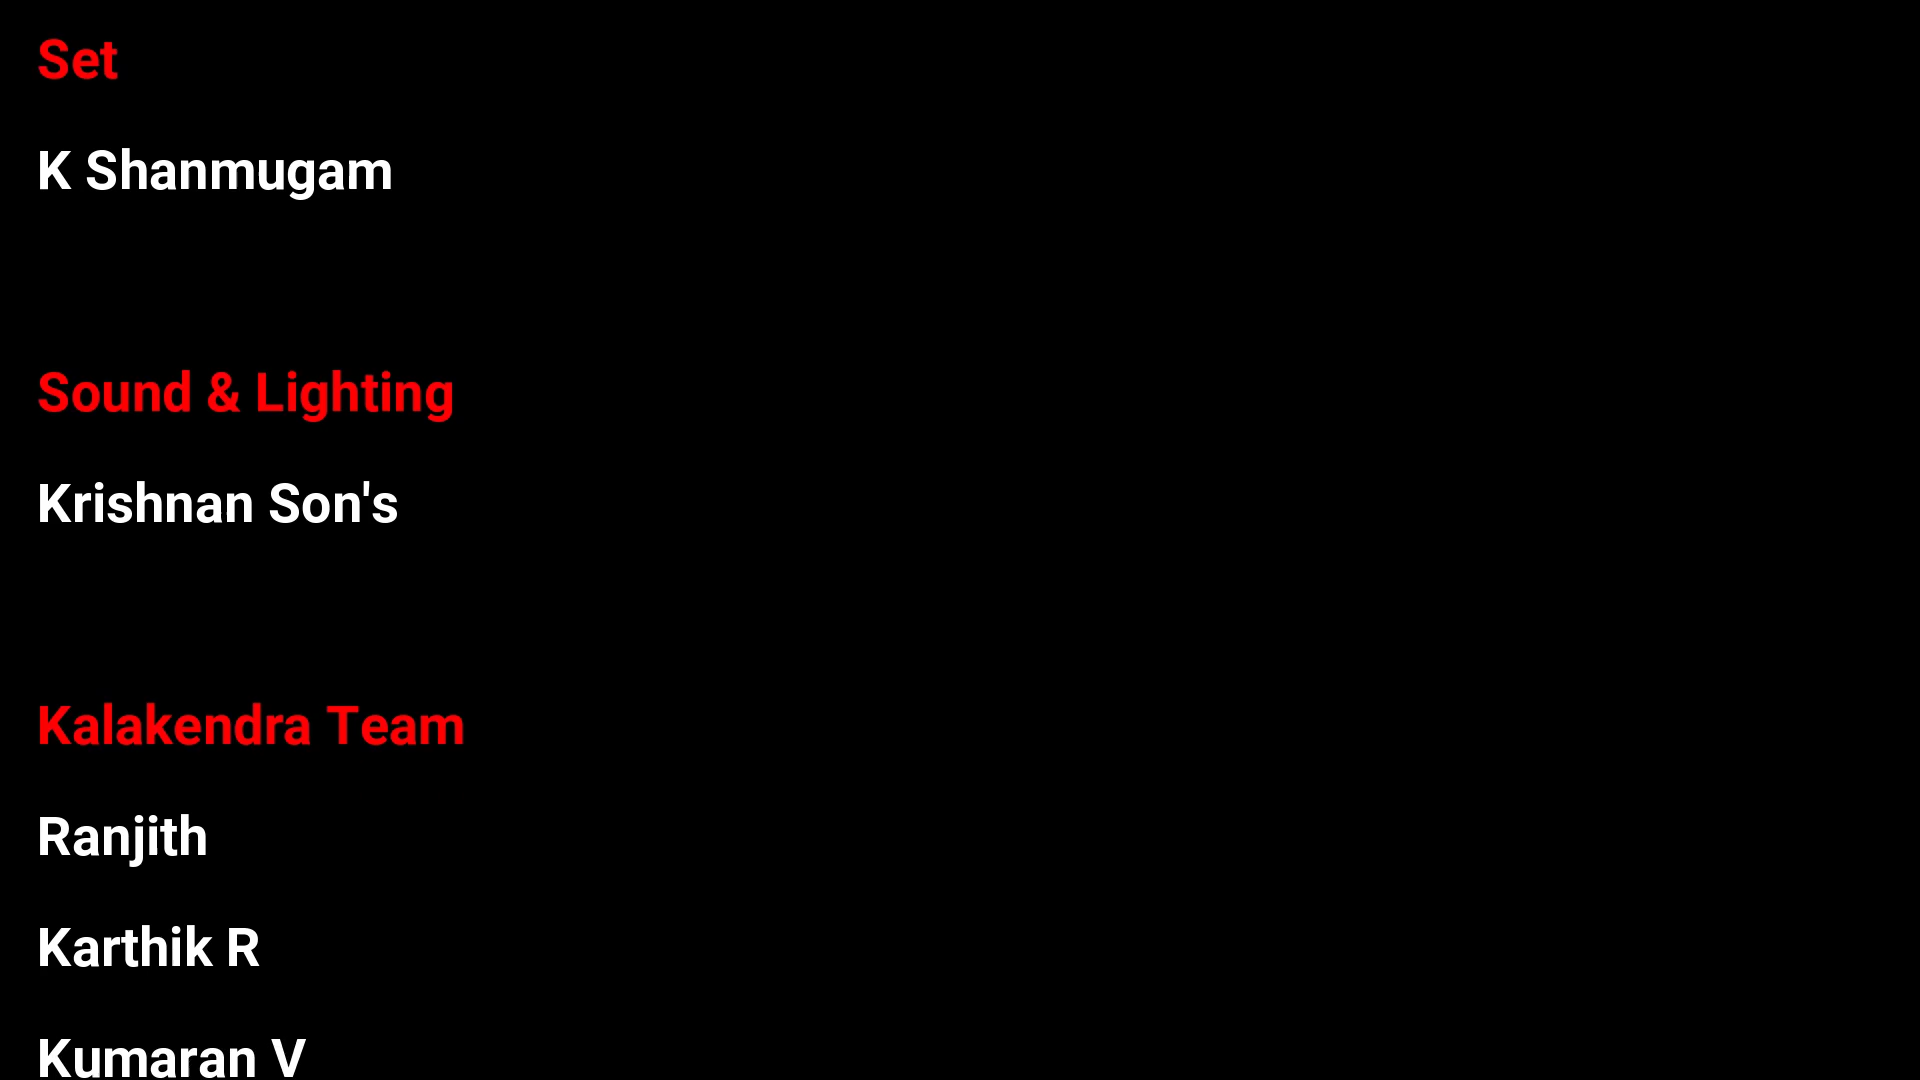 Set
K Shanmugam
Sound & Lighting
Krishnan Son's
Kalakendra Team
Ranjith
Karthik R
Kumaran V